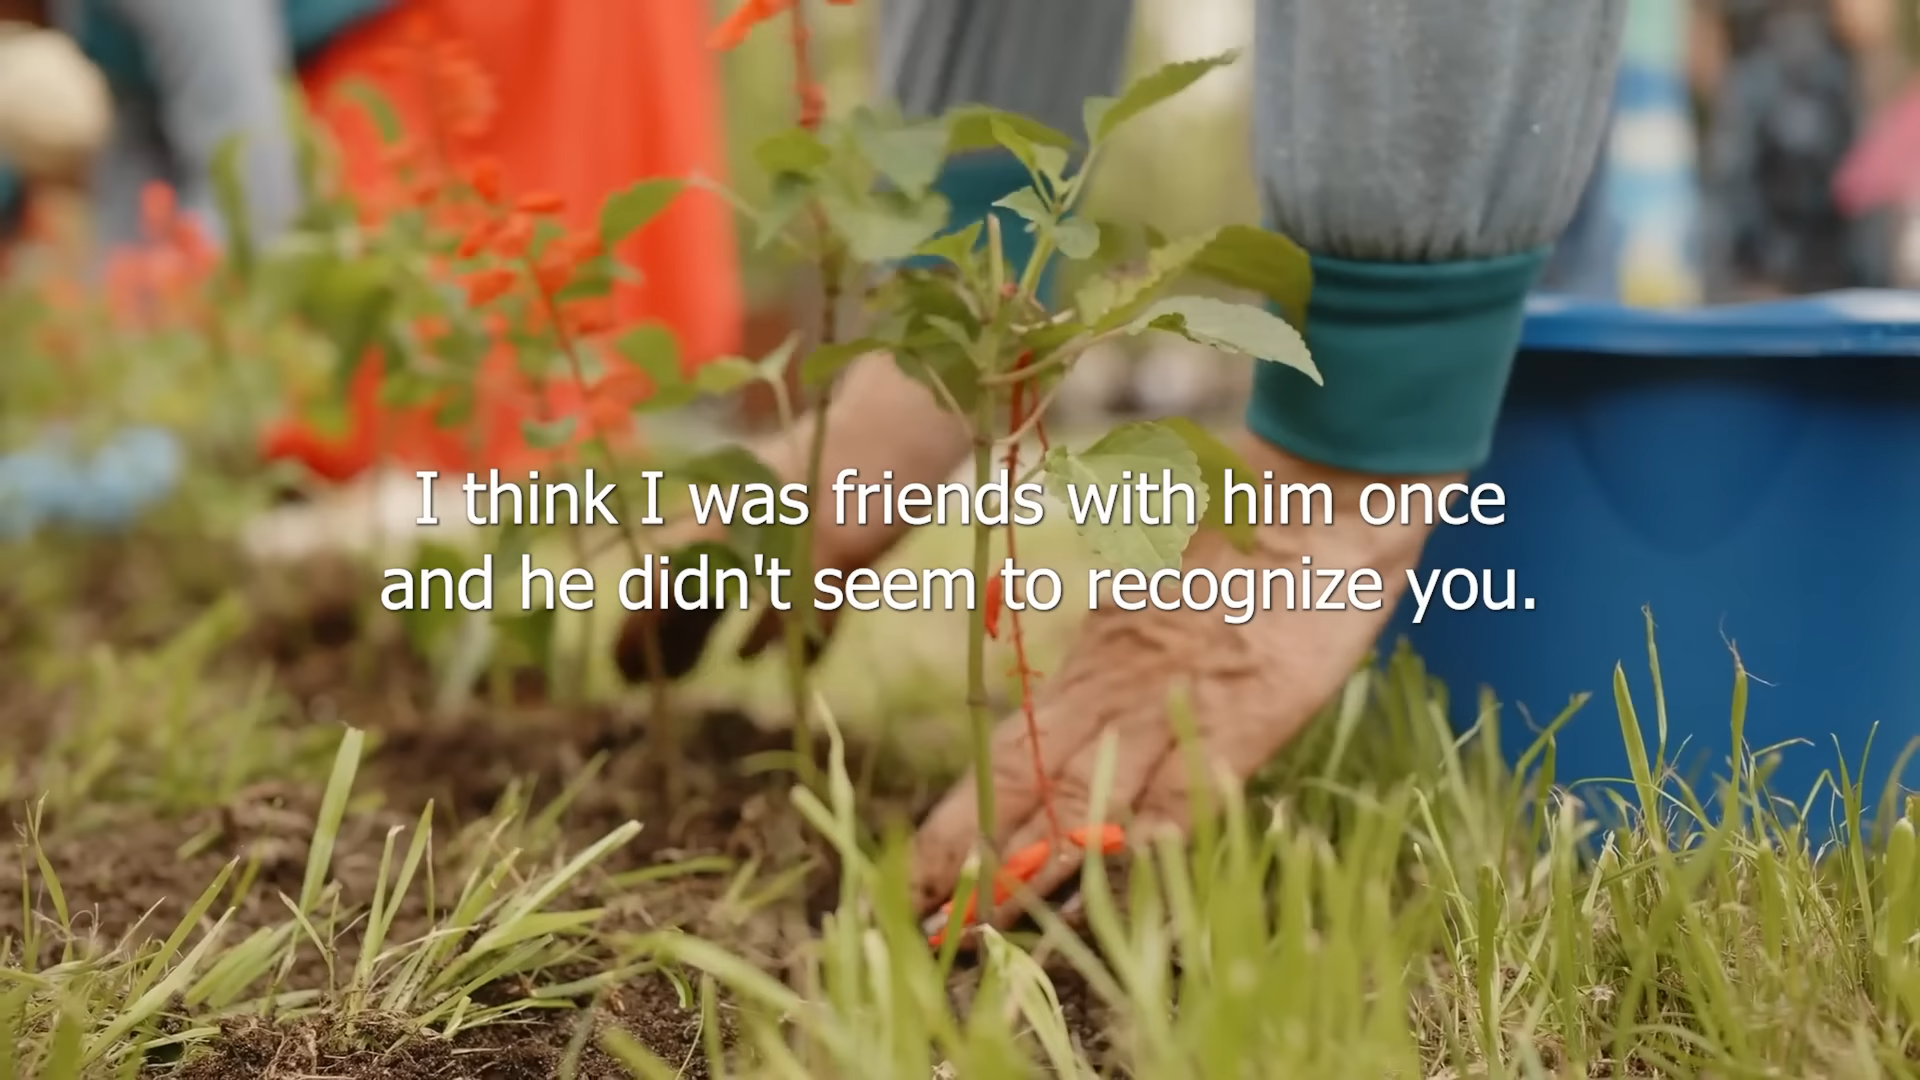 I think I was friends with him once
and he didn't seem to recognize you.